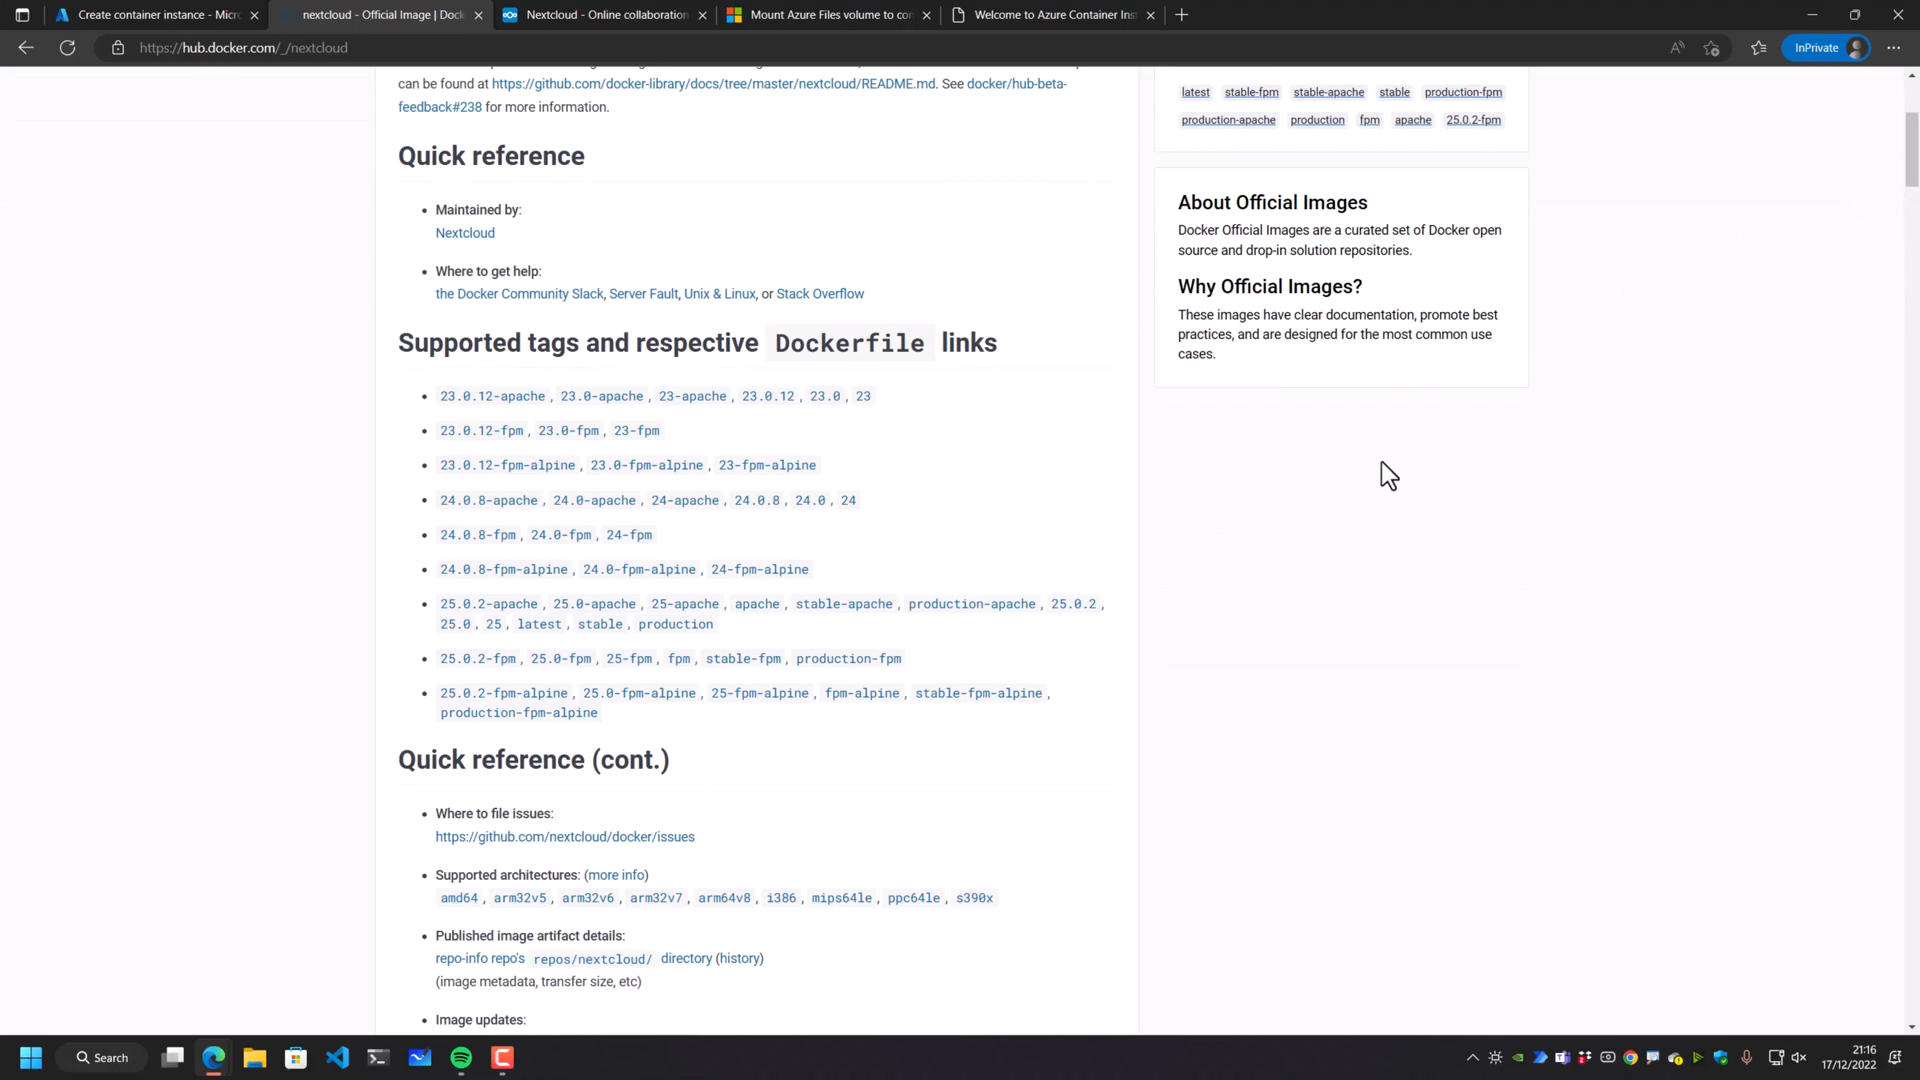 Create container instance - Micro
nextcloud - Official Image | Dock
Nextcloud - Online collaboration
Mount Azure Files volume to con
Welcome to Azure Container Inst
https://hub.docker.com/_/nextcloud
InPrivate
can be found at https://github.com/docker-library/docs/tree/master/nextcloud/README.md. See docker/hub-beta-
feedback#238 for more information.
Quick reference
Maintained by:
Nextcloud
Where to get help:
the Docker Community Slack, Server Fault, Unix & Linux, or Stack Overflow
Supported tags and respective Dockerfile links
23.0.12-apache, 23.0-apache, 23-apache, 23.0.12, 23.0, 23
23.0.12-fpm, 23.0-fpm, 23-fpm
23.0.12-fpm-alpine, 23.0-fpm-alpine, 23-fpm-alpine
24.0.8-apache, 24.0-apache, 24-apache, 24.0.8, 24.0, 24
24.0.8-fpm, 24.0-fpm, 24-fpm
24.0.8-fpm-alpine, 24.0-fpm-alpine, 24-fpm-alpine
25.0.2-apache, 25.0-apache, 25-apache, apache, stable-apache, production-apache, 25.0.2,
25.0, 25, latest, stable, production
25.0.2-fpm, 25.0-fpm, 25-fpm, fpm, stable-fpm, production-fpm
25.0.2-fpm-alpine, 25.0-fpm-alpine, 25-fpm-alpine, fpm-alpine, stable-fpm-alpine,
production-fpm-alpine
Quick reference (cont.)
Where to file issues:
https://github.com/nextcloud/docker/issues
Supported architectures: (more info)
amd64, arm32v5, arm32v6, arm32v7, arm64v8, i386, mips64le, ppc64le, s390x
Published image artifact details:
repo-info repo's repos/nextcloud/ directory (history)
(image metadata, transfer size, etc)
Image updates:
latest stable-fpm stable-apache stable production-fpm
production-apache production fpm apache 25.0.2-fpm
About Official Images
Docker Official Images are a curated set of Docker open
source and drop-in solution repositories.
Why Official Images?
These images have clear documentation, promote best
practices, and are designed for the most common use
cases.
Search
21:16
17/12/2022